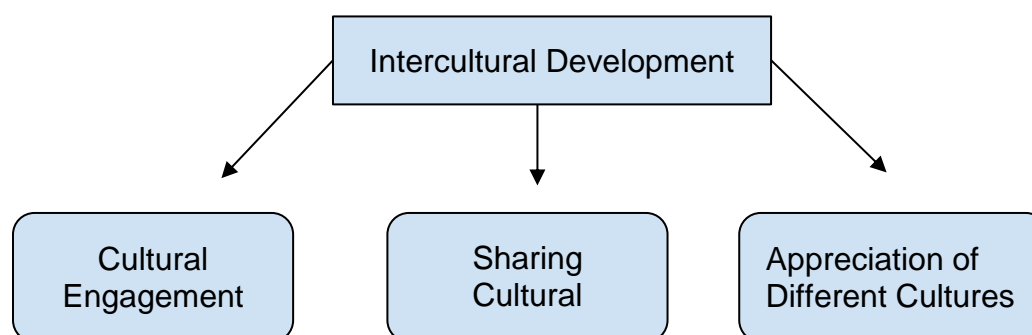 Intercultural Development
Cultural
Engagement
Sharing
Cultural
Appreciation of
Different Cultures